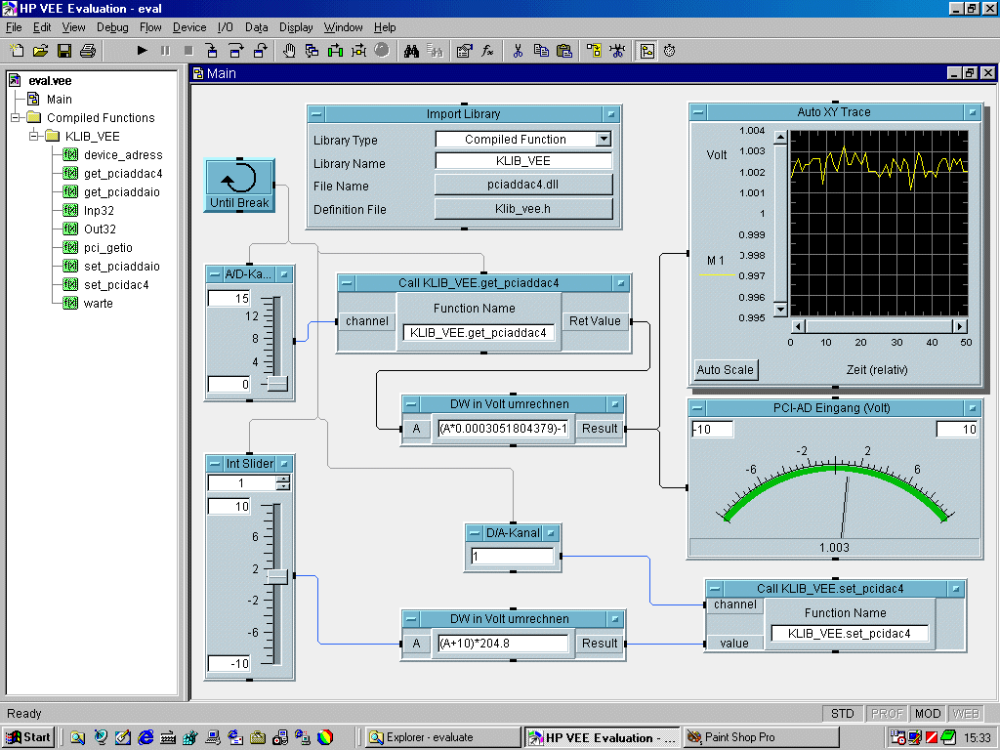 HP VEE Evaluation - eval
File Edit View Debug Flow Device I/O Data Display Window Help
eval.vee
Main
Compiled Functions
KLIB_VEE
device_adress
get_pciaddac4
get_pciaddaio
Inp32
Out32
pci_getio
set_pciaddaio
set_pcidac4
warte
Main
Until Break
Import Library
Library Type Compiled Function
Library Name KLIB_VEE
File Name pciaddac4.dll
Definition File Klib_vee.h
A/D-Ka...
15
12
8
4
0
Call KLIB_VEE.get_pciaddac4
channel
Function Name
KLIB_VEE.get_pciaddac4
Ret Value
DW in Volt umrechnen
A (A*0.0003051804379)-1 Result
Auto XY Trace
Volt
M 1
1.004
1.003
1.002
1.001
1
0.999
0.998
0.997
0.996
0.995
0 10 20 30 40 50
Auto Scale
Zeit (relativ)
PCI-AD Eingang (Volt)
-10 10
-6 -2 2 6
1.003
Int Slider
1
10
6
2
-2
-6
-10
D/A-Kanal
1
DW in Volt umrechnen
A (A+10)*204.8 Result
Call KLIB_VEE.set_pcidac4
channel
value
Function Name
KLIB_VEE.set_pcidac4
Ready
STD PROF MOD WEB
Start
Explorer - evaluate
HP VEE Evaluation - ...
Paint Shop Pro
15:33